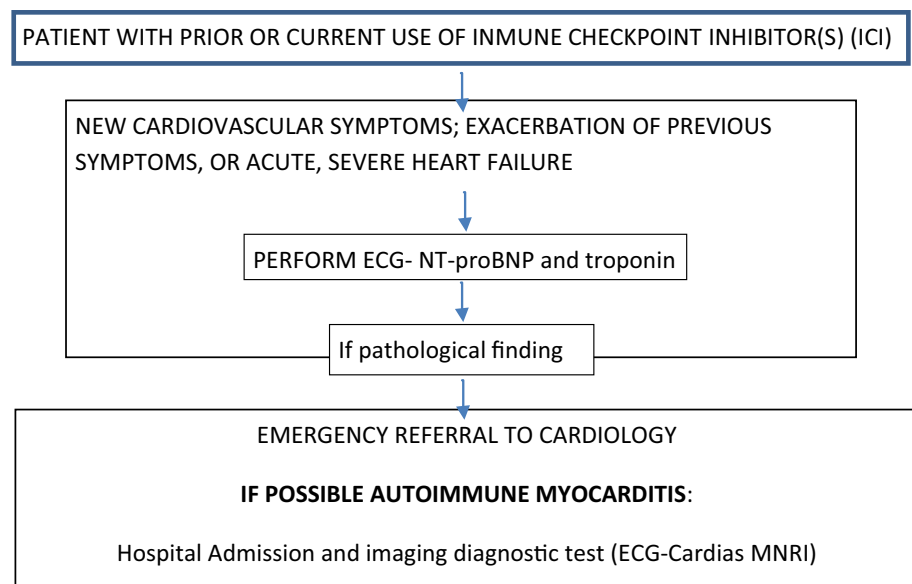 PATIENT WITH PRIOR OR CURRENT USE OF INMUNE CHECKPOINT INHIBITOR(S) (ICI)
NEW CARDIOVASCULAR SYMPTOMS; EXACERBATION OF PREVIOUS
SYMPTOMS, OR ACUTE, SEVERE HEART FAILURE
PERFORM ECG- NT-proBNP and troponin
If pathological finding
EMERGENCY REFERRAL TO CARDIOLOGY
IF POSSIBLE AUTOIMMUNE MYOCARDITIS:
Hospital Admission and imaging diagnostic test (ECG-Cardias MNRI)